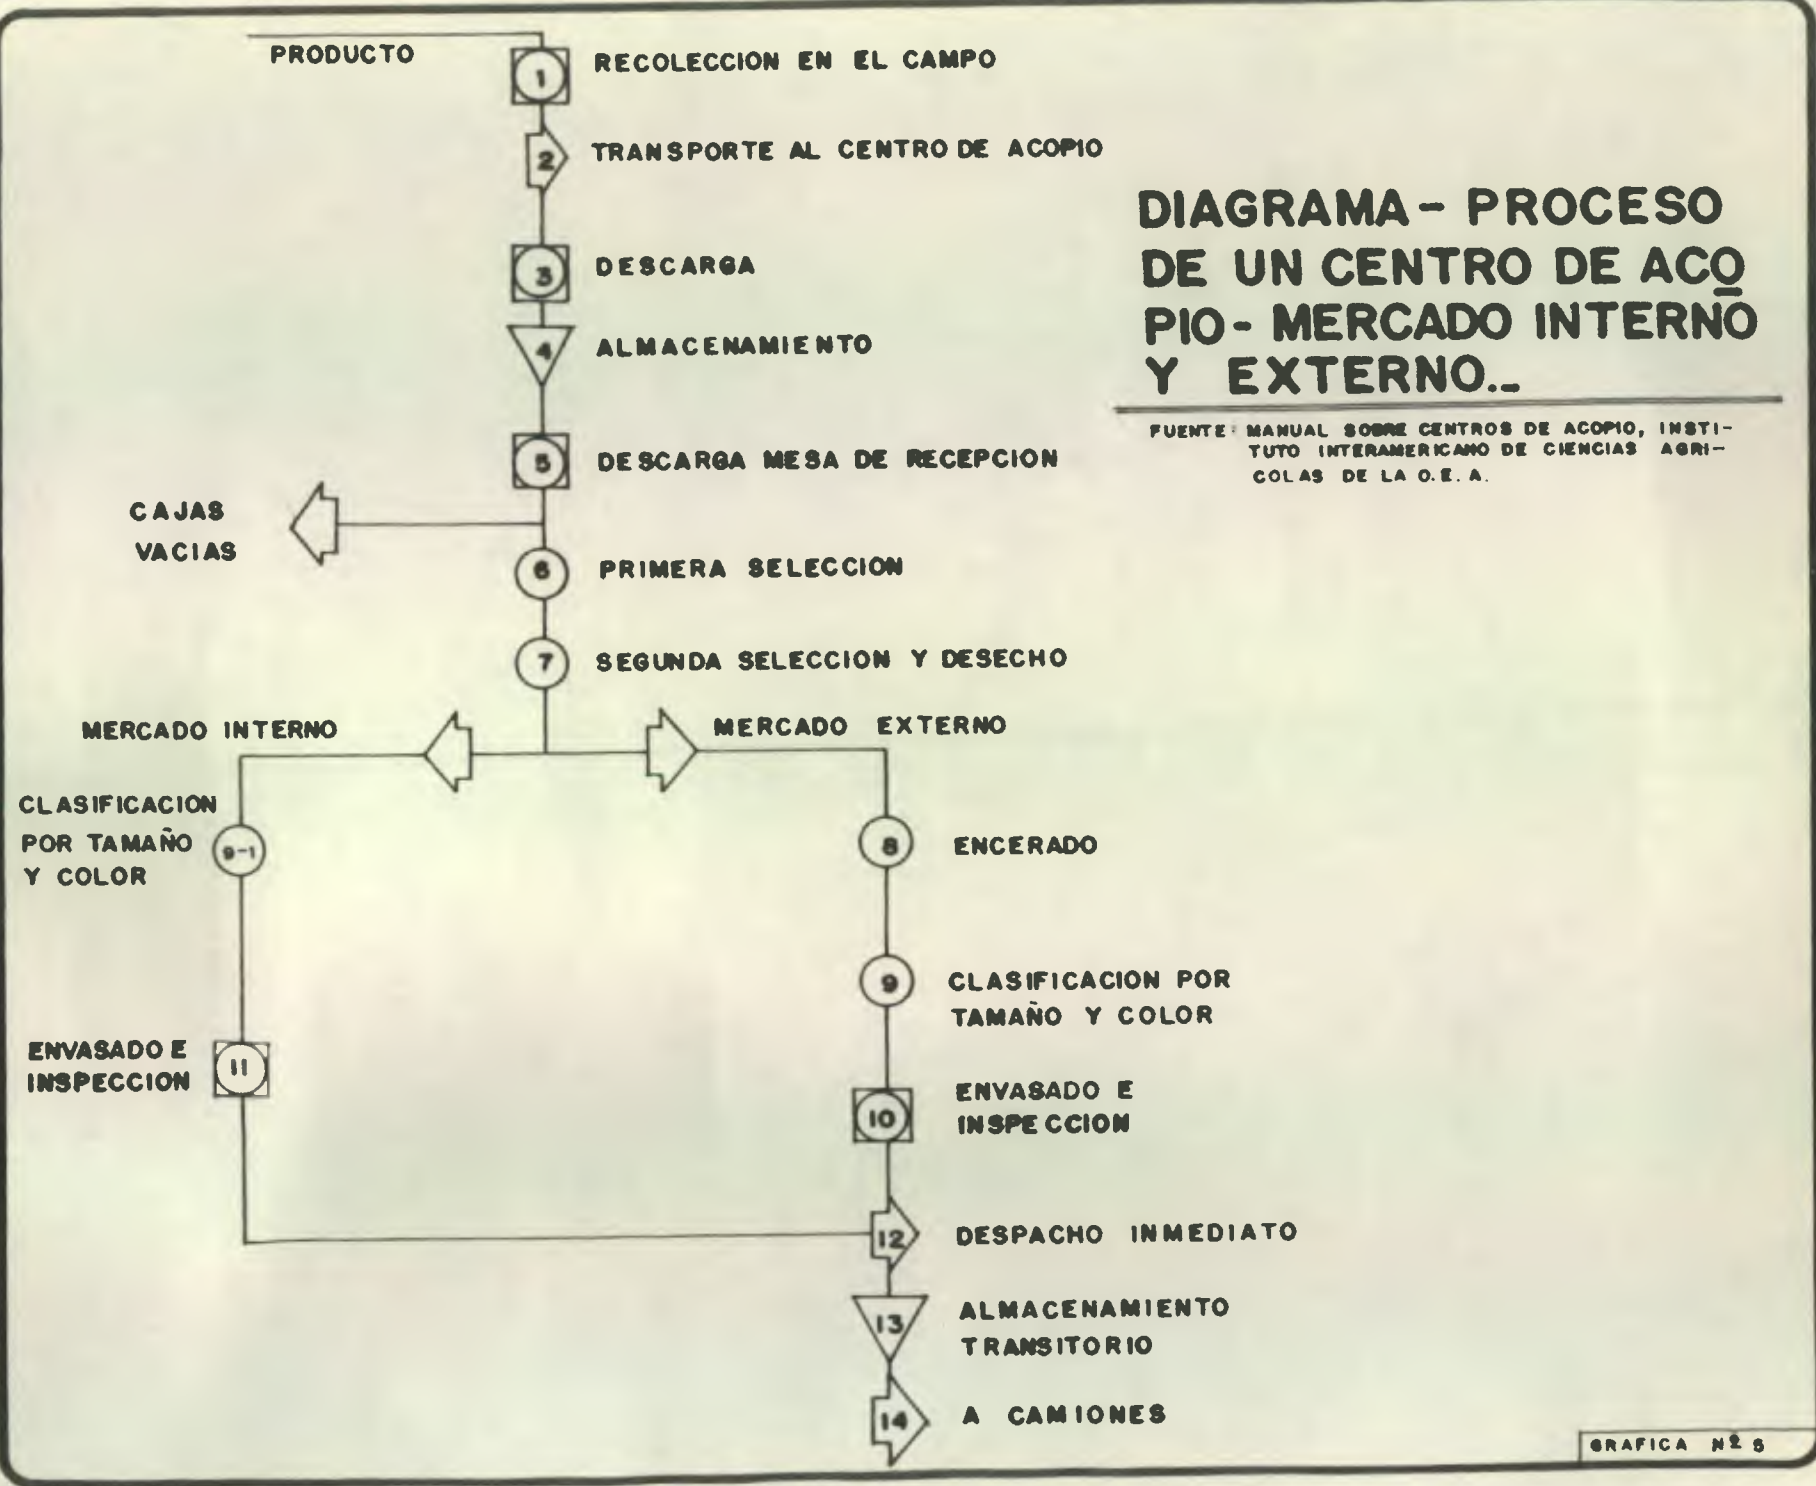 PRODUCTO
1
RECOLECCION EN EL CAMPO
2
TRANSPORTE AL CENTRO DE ACOPIO
DIAGRAMA - PROCESO
DE UN CENTRO DE ACO
PIO - MERCADO INTERNO
Y EXTERNO.-
FUENTE: MANUAL SOBRE CENTROS DE ACOPIO, INSTI-
TUTO INTERAMERICANO DE CIENCIAS AGRI-
COLAS DE LA O.E.A.
3
DESCARGA
4
ALMACENAMIENTO
5
DESCARGA MESA DE RECEPCION
CAJAS
VACIAS
6
PRIMERA SELECCION
7
SEGUNDA SELECCION Y DESECHO
MERCADO INTERNO
MERCADO EXTERNO
CLASIFICACION
POR TAMAÑO
Y COLOR
9-1
8
ENCERADO
9
CLASIFICACION POR
TAMAÑO Y COLOR
ENVASADO E
INSPECCION
11
10
ENVASADO E
INSPECCION
12
DESPACHO INMEDIATO
13
ALMACENAMIENTO
TRANSITORIO
14
A CAMIONES
GRAFICA Nº